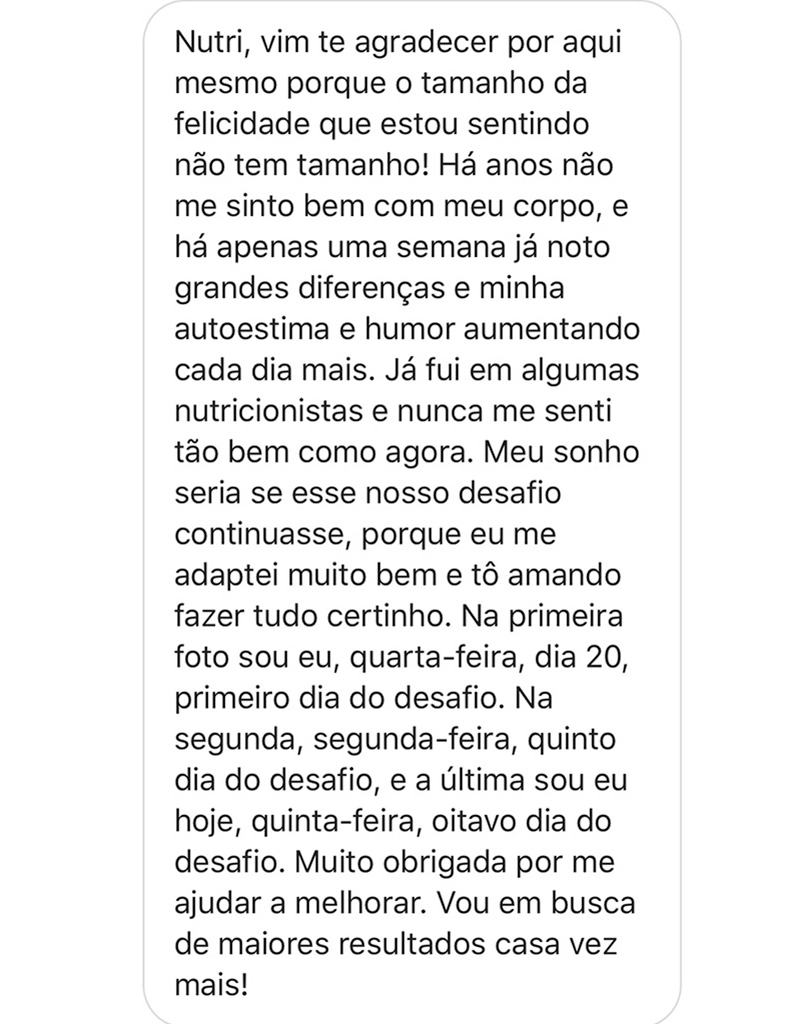 Nutri, vim te agradecer por aqui
mesmo porque o tamanho da
felicidade que estou sentindo
não tem tamanho! Há anos não
me sinto bem com meu corpo, e
há apenas uma semana já noto
grandes diferenças e minha
autoestima e humor aumentando
cada dia mais. Já fui em algumas
nutricionistas e nunca me senti
tão bem como agora. Meu sonho
seria se esse nosso desafio
continuasse, porque eu me
adaptei muito bem e tô amando
fazer tudo certinho. Na primeira
foto sou eu, quarta-feira, dia 20,
primeiro dia do desafio. Na
segunda, segunda-feira, quinto
dia do desafio, e a última sou eu
hoje, quinta-feira, oitavo dia do
desafio. Muito obrigada por me
ajudar a melhorar. Vou em busca
de maiores resultados casa vez
mais!